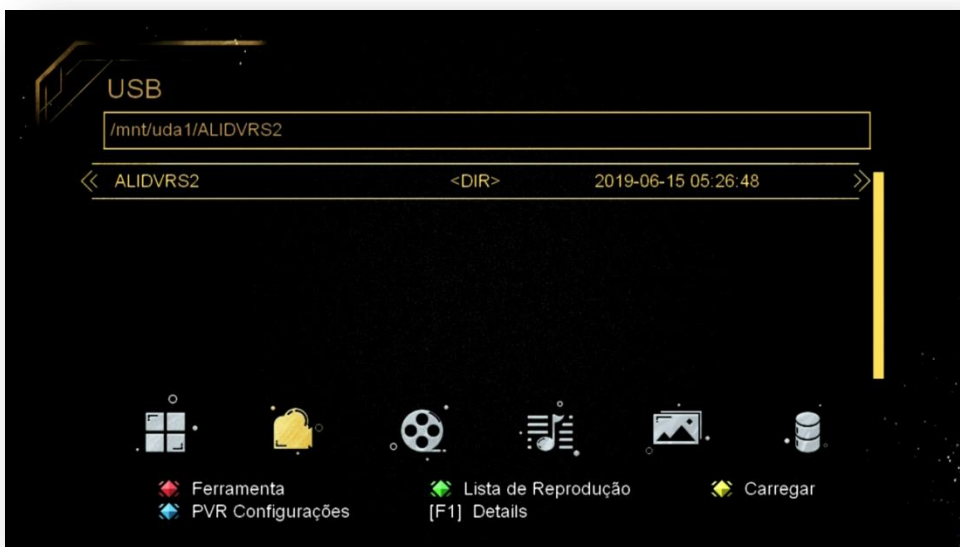 USB
/mnt/uda1/ALIDVRS2
ALIDVRS2 <DIR> 2019-06-15 05:26:48
Ferramenta Lista de Reprodução Carregar
PVR Configurações [F1] Details